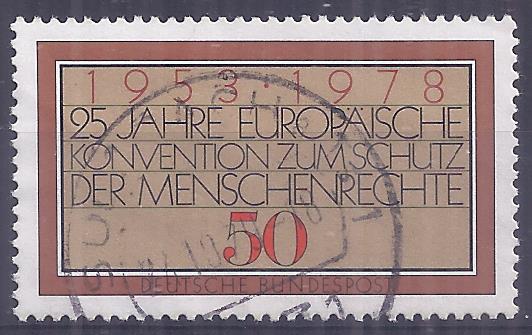 1953·1978
25 JAHRE EUROPÄISCHE
KONVENTION ZUM SCHUTZ
DER MENSCHENRECHTE
50
DEUTSCHE BUNDESPOST